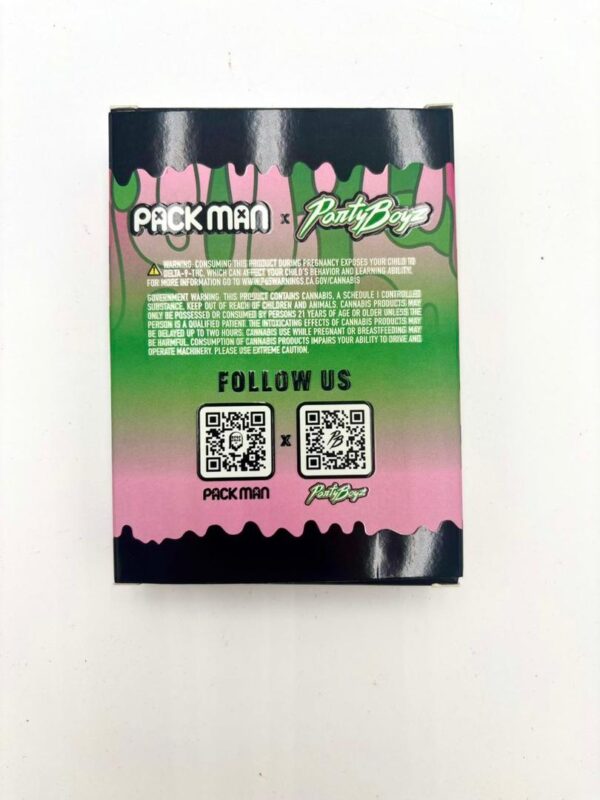 PACKMAN x PartyBoyz
WARNING: CONSUMING THIS PRODUCT DURING PREGNANCY EXPOSES YOUR CHILD TO
DELTA-9-THC, WHICH CAN AFFECT YOUR CHILD'S BEHAVIOR AND LEARNING ABILITY.
FOR MORE INFORMATION GO TO WWW.P65WARNINGS.CA.GOV/CANNABIS
GOVERNMENT WARNING: THIS PRODUCT CONTAINS CANNABIS, A SCHEDULE I CONTROLLED
SUBSTANCE. KEEP OUT OF REACH OF CHILDREN AND ANIMALS. CANNABIS PRODUCTS MAY
ONLY BE POSSESSED OR CONSUMED BY PERSONS 21 YEARS OF AGE OR OLDER UNLESS THE
PERSON IS A QUALIFIED PATIENT. THE INTOXICATING EFFECTS OF CANNABIS PRODUCTS MAY
BE DELAYED UP TO TWO HOURS. CANNABIS USE WHILE PREGNANT OR BREASTFEEDING MAY
BE HARMFUL. CONSUMPTION OF CANNABIS PRODUCTS IMPAIRS YOUR ABILITY TO DRIVE AND
OPERATE MACHINERY. PLEASE USE EXTREME CAUTION.
FOLLOW US
x
PACKMAN PartyBoyz